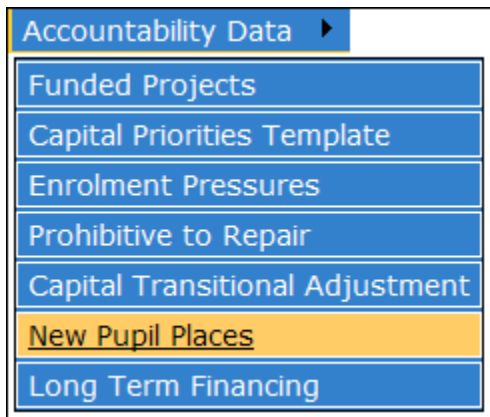 Accountability Data
Funded Projects
Capital Priorities Template
Enrolment Pressures
Prohibitive to Repair
Capital Transitional Adjustment
New Pupil Places
Long Term Financing